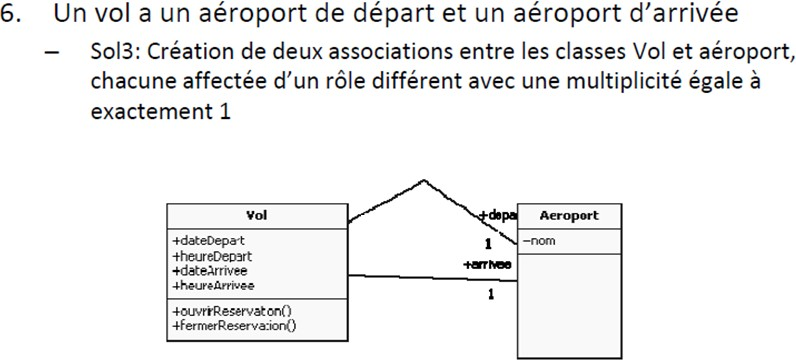 6. Un vol a un aéroport de départ et un aéroport d’arrivée
– Sol3: Création de deux associations entre les classes Vol et aéroport,
chacune affectée d’un rôle différent avec une multiplicité égale à
exactement 1
Vol
+dateDepart
+heureDepart
+dateArrivee
+heureArrivee
+ouvrirReservation()
+fermerReservation()
+depa
1
+arrivee
1
Aeroport
-nom